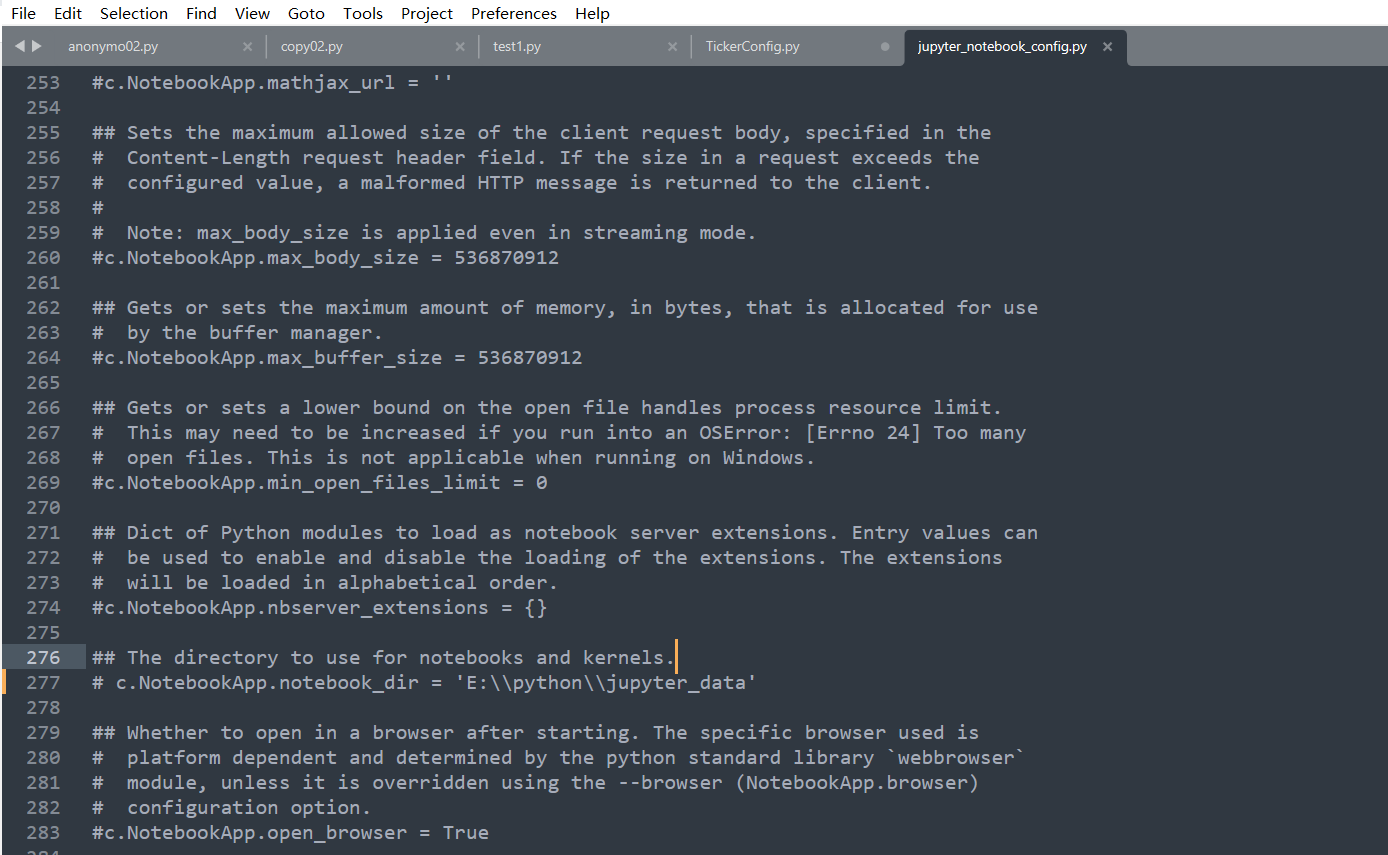 File Edit Selection Find View Goto Tools Project Preferences Help
anonymo02.py × copy02.py × test1.py × TickerConfig.py jupyter_notebook_config.py ×
253 #c.NotebookApp.mathjax_url = ''
254
255 ## Sets the maximum allowed size of the client request body, specified in the
256 #  Content-Length request header field. If the size in a request exceeds the
257 #  configured value, a malformed HTTP message is returned to the client.
258 #
259 #  Note: max_body_size is applied even in streaming mode.
260 #c.NotebookApp.max_body_size = 536870912
261
262 ## Gets or sets the maximum amount of memory, in bytes, that is allocated for use
263 #  by the buffer manager.
264 #c.NotebookApp.max_buffer_size = 536870912
265
266 ## Gets or sets a lower bound on the open file handles process resource limit.
267 #  This may need to be increased if you run into an OSError: [Errno 24] Too many
268 #  open files. This is not applicable when running on Windows.
269 #c.NotebookApp.min_open_files_limit = 0
270
271 ## Dict of Python modules to load as notebook server extensions. Entry values can
272 #  be used to enable and disable the loading of the extensions. The extensions
273 #  will be loaded in alphabetical order.
274 #c.NotebookApp.nbserver_extensions = {}
275
276 ## The directory to use for notebooks and kernels.
277 # c.NotebookApp.notebook_dir = 'E:\\python\\jupyter_data'
278
279 ## Whether to open in a browser after starting. The specific browser used is
280 #  platform dependent and determined by the python standard library `webbrowser`
281 #  module, unless it is overridden using the --browser (NotebookApp.browser)
282 #  configuration option.
283 #c.NotebookApp.open_browser = True